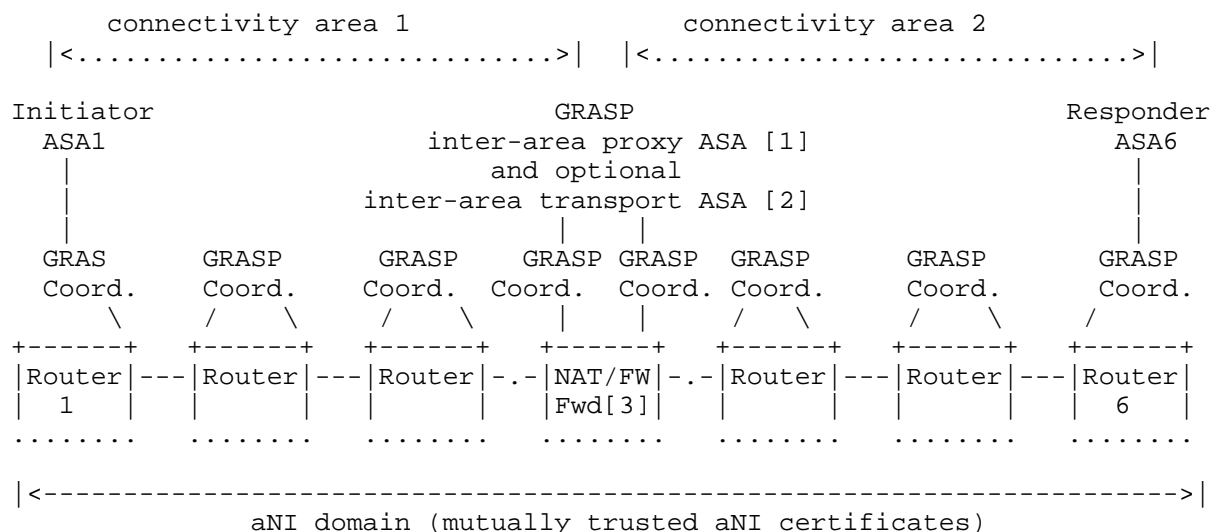 connectivity area 1                 connectivity area 2
|<...............................>|   |<..............................>|
Initiator                         GRASP                            Responder
ASA1                    inter-area proxy ASA [1]                   ASA6
|                          and optional                            |
|                  inter-area transport ASA [2]                    |
|                              |    |                              |
GRAS      GRASP      GRASP      GRASP GRASP  GRASP      GRASP       GRASP
Coord.    Coord.    Coord.  Coord.  Coord. Coord.     Coord.      Coord.
\     /    \     /    \     |    |     /   \      /    \     /
+------+   +------+   +------+   +------+   +------+   +------+   +------+
|Router|---|Router|---|Router|-.-|NAT/FW|-.-|Router|---|Router|---|Router|
|  1   |   |      |   |      |   |Fwd[3]|   |      |   |      |   |  6   |
........   ........   ........   ........   ........   ........   ........
|<----------------------------------------------------------------------->|
aNI domain (mutually trusted aNI certificates)